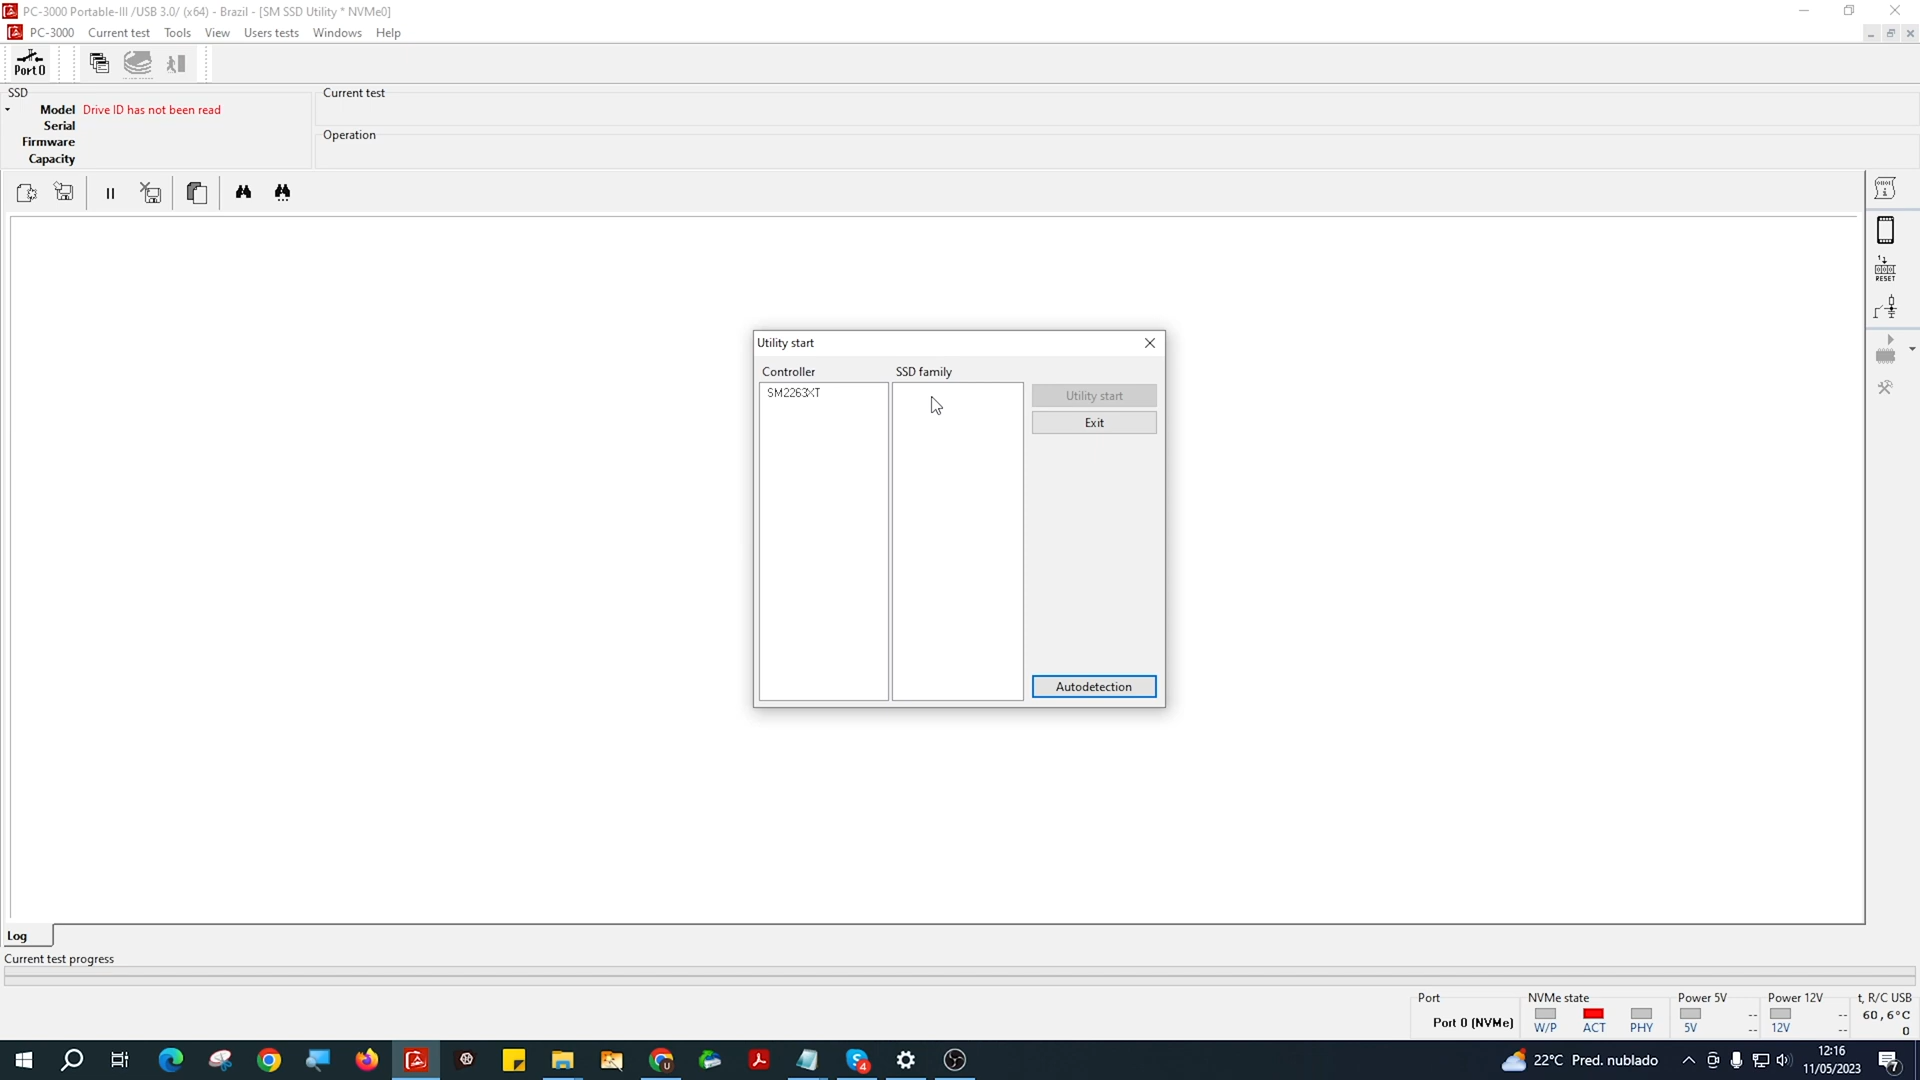 PC-3000 Portable-III /USB 3.0/ (x64) - Brazil - [SM SSD Utility * NVMe0]
PC-3000 Current test Tools View Users tests Windows Help
Port0
SSD
Model Drive ID has not been read
Serial
Firmware
Capacity
Current test
Operation
RESET
Utility start
Controller SSD family
SM2263XT
Utility start
Exit
Autodetection
Log
Current test progress
Port
Port 0 (NVMe)
NVMe state
W/P ACT PHY
Power 5V
5V
--
--
Power 12V
12V
--
--
t, R/C USB
60,6°C
0
22°C Pred. nublado
12:16
11/05/2023
4
7